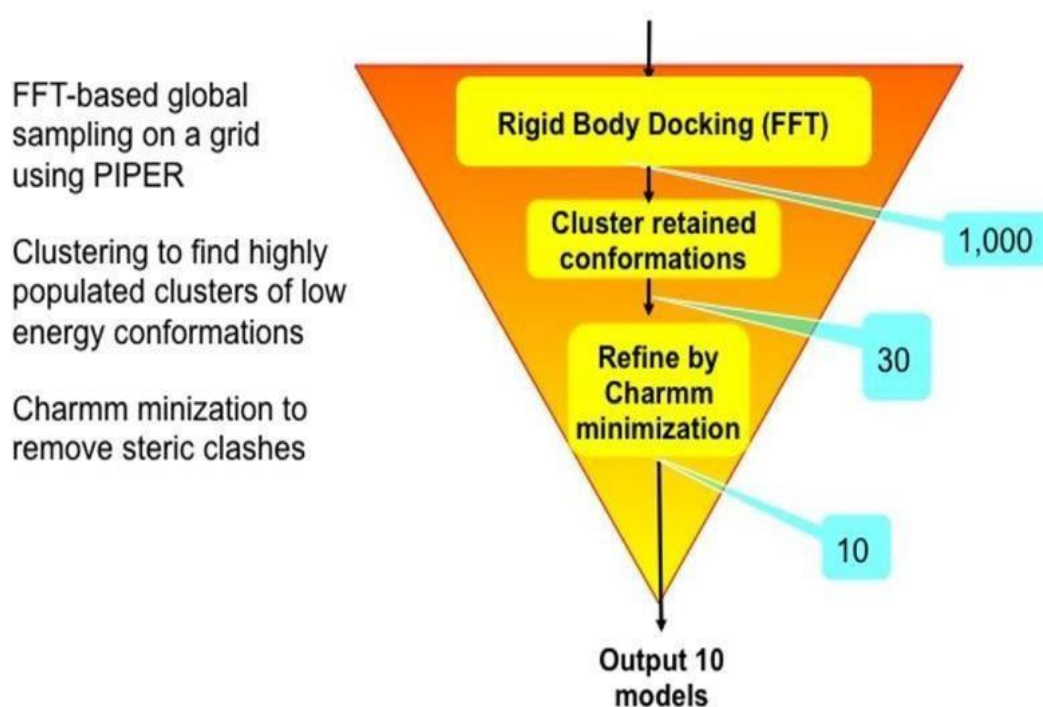 FFT-based global
sampling on a grid
using PIPER
Clustering to find highly
populated clusters of low
energy conformations
Charmm minization to
remove steric clashes
Rigid Body Docking (FFT)
Cluster retained
conformations
Refine by
Charmm
minimization
1,000
30
10
Output 10
models